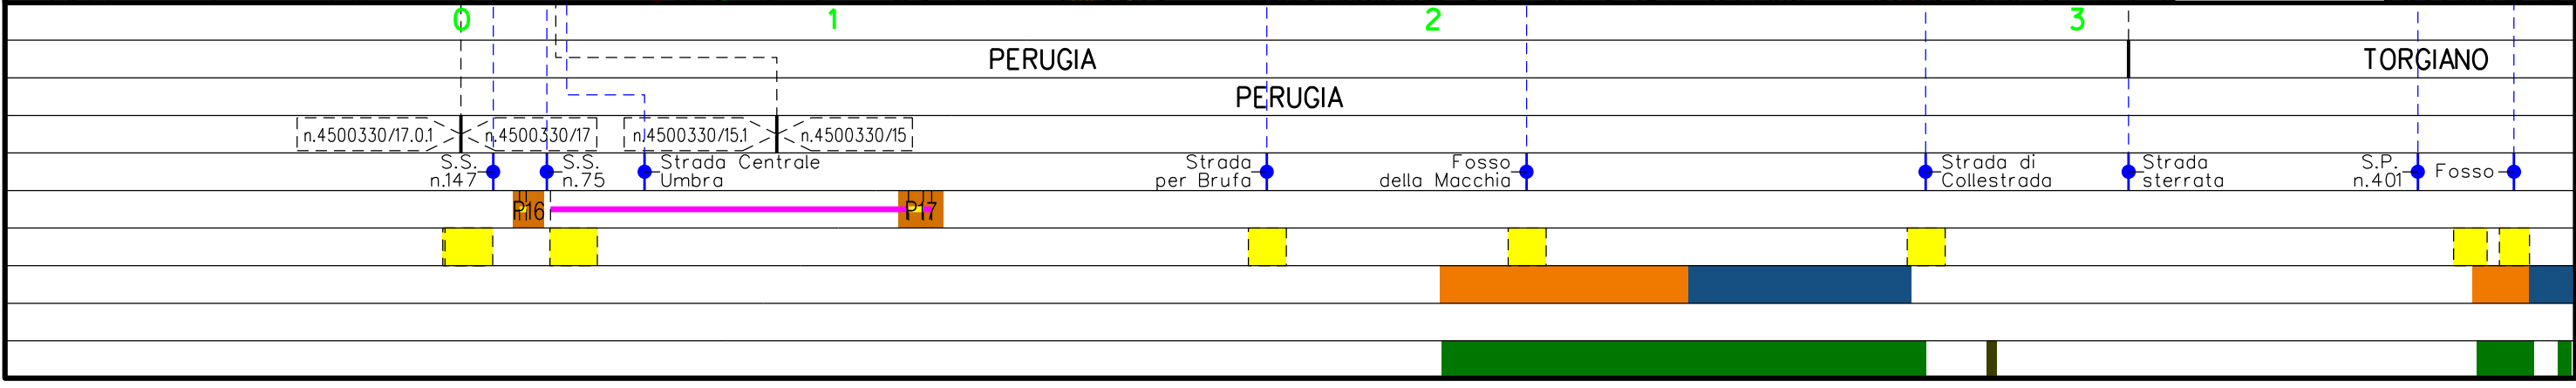 0 1 2 3
PERUGIA TORGIANO
PERUGIA
n.4500330/17.0.1 n.4500330/17 n.4500330/15.1 n.4500330/15
S.S. n.147
S.S. n.75
Strada Centrale
Umbra
Strada
per Brufa
Fosso
della Macchia
Strada di
Collestrada
Strada
sterrata
S.P.
n.401
Fosso
P16 P17